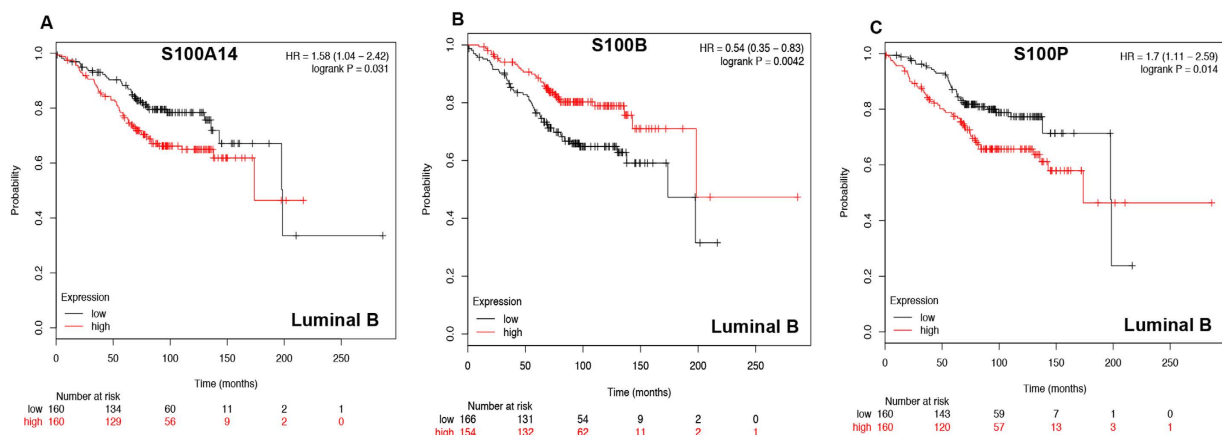 A
S100A14
HR = 1.58 (1.04 – 2.42)
logrank P = 0.031
Probability
1.0
0.8
0.6
0.4
0.2
0.0
Expression
low
high
Luminal B
0 50 100 150 200 250
Time (months)
Number at risk
low 160 134 60 11 2 1
high 160 129 56 9 2 0
B
S100B
HR = 0.54 (0.35 – 0.83)
logrank P = 0.0042
Probability
1.0
0.8
0.6
0.4
0.2
0.0
Expression
low
high
Luminal B
0 50 100 150 200 250
Time (months)
Number at risk
low 166 131 54 9 2 0
high 154 132 62 11 2 1
C
S100P
HR = 1.7 (1.11 – 2.59)
logrank P = 0.014
Probability
1.0
0.8
0.6
0.4
0.2
0.0
Expression
low
high
Luminal B
0 50 100 150 200 250
Time (months)
Number at risk
low 160 143 59 7 1 0
high 160 120 57 13 3 1